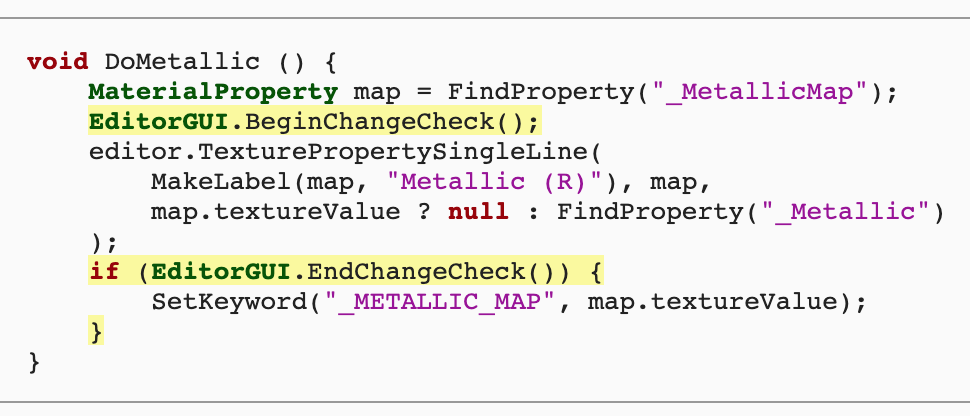 void DoMetallic () {
    MaterialProperty map = FindProperty("_MetallicMap");
    EditorGUI.BeginChangeCheck();
    editor.TexturePropertySingleLine(
        MakeLabel(map, "Metallic (R)"), map,
        map.textureValue ? null : FindProperty("_Metallic")
    );
    if (EditorGUI.EndChangeCheck()) {
        SetKeyword("_METALLIC_MAP", map.textureValue);
    }
}